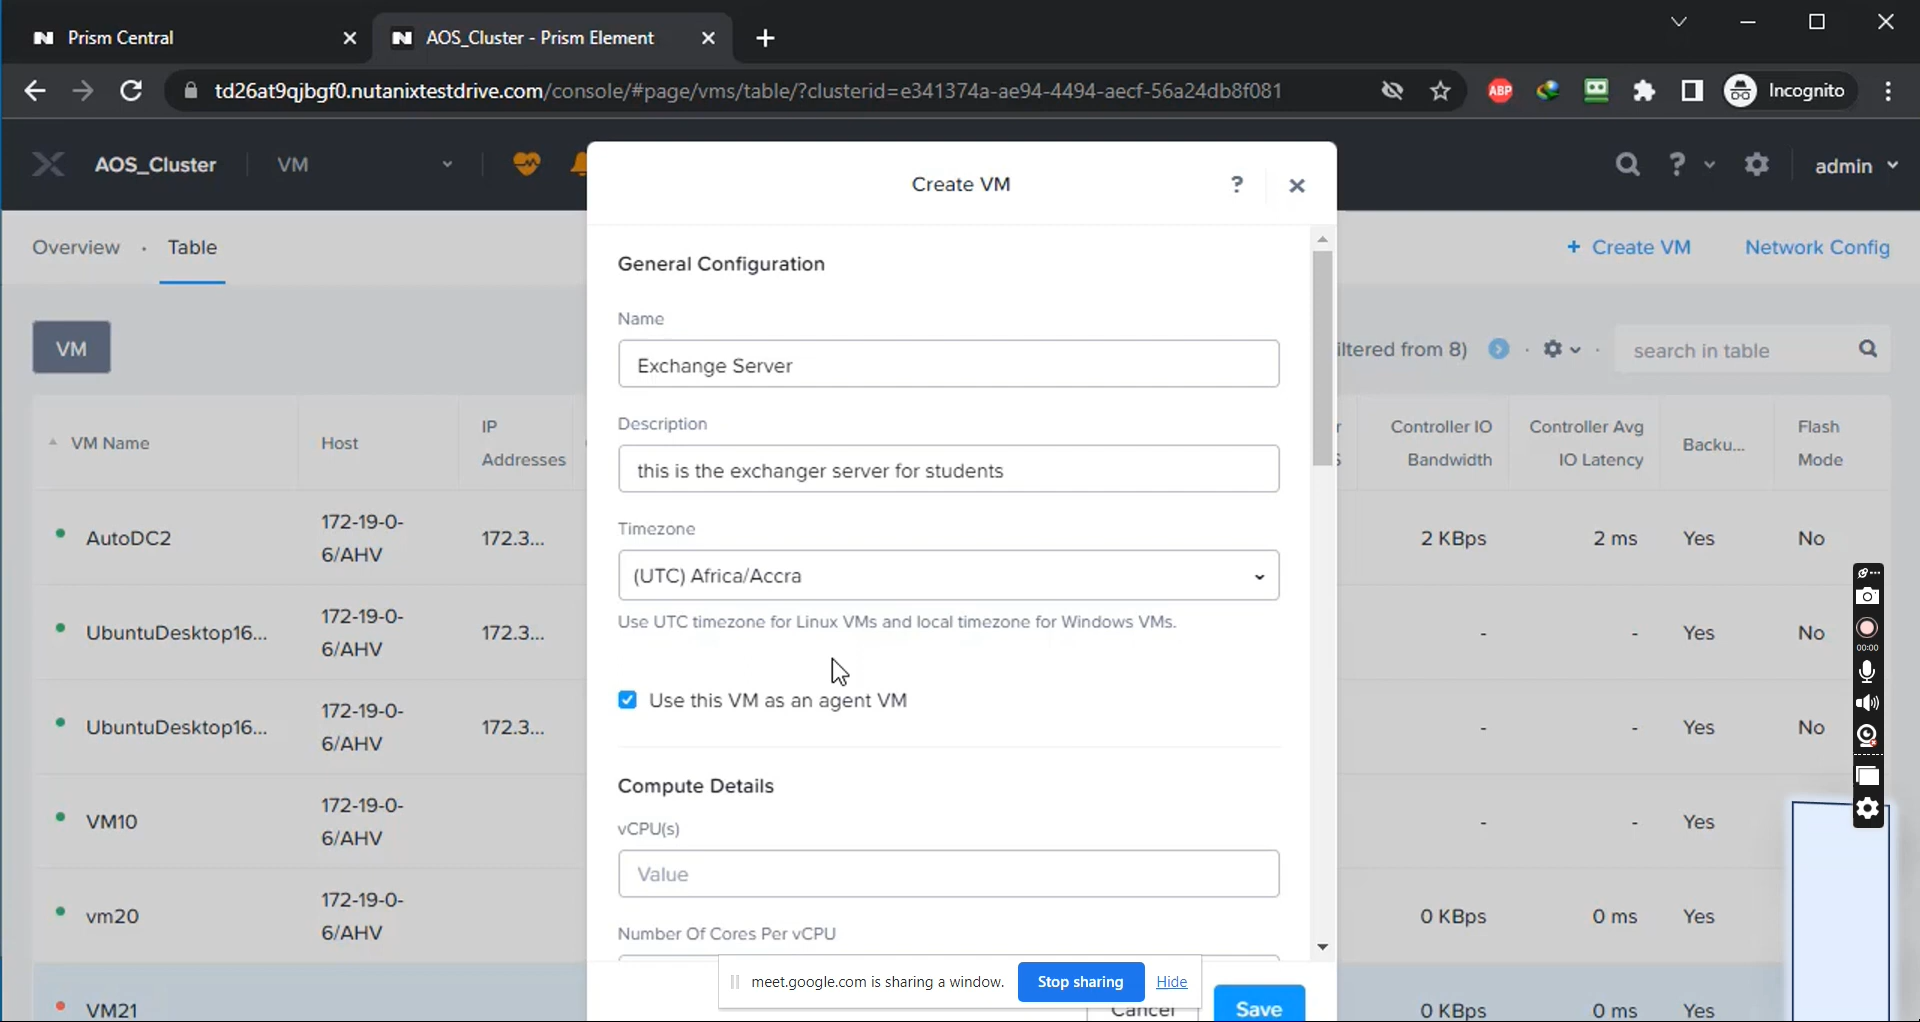 Prism Central
AOS_Cluster - Prism Element
td26at9qjbgf0.nutanixtestdrive.com/console/#page/vms/table/?clusterid=e341374a-ae94-4494-aecf-56a24db8f081
ABP
Incognito
AOS_Cluster
VM
?
admin
Create VM
?
Overview · Table
+ Create VM
Network Config
General Configuration
Name
Exchange Server
Description
this is the exchanger server for students
Timezone
(UTC) Africa/Accra
Use UTC timezone for Linux VMs and local timezone for Windows VMs.
Use this VM as an agent VM
Compute Details
vCPU(s)
Value
Number Of Cores Per vCPU
Cancel
Save
VM
iltered from 8)
search in table
VM Name Host IP Addresses Controller IO Bandwidth Controller Avg IO Latency Backu... Flash Mode
AutoDC2 172-19-0-6/AHV 172.3... 2 KBps 2 ms Yes No
UbuntuDesktop16... 172-19-0-6/AHV 172.3... - - Yes No
UbuntuDesktop16... 172-19-0-6/AHV 172.3... - - Yes No
VM10 172-19-0-6/AHV - - Yes
vm20 172-19-0-6/AHV 0 KBps 0 ms Yes
VM21 0 KBps 0 ms Yes
meet.google.com is sharing a window.
Stop sharing
Hide
00:00